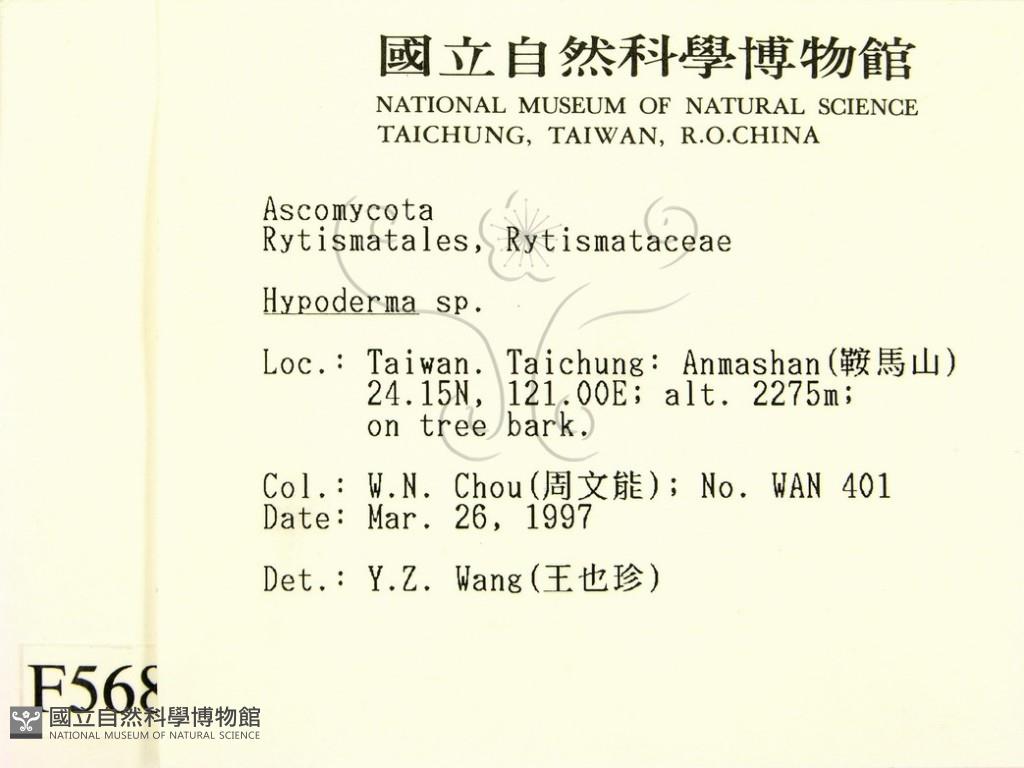 國立自然科學博物館
NATIONAL MUSEUM OF NATURAL SCIENCE
TAICHUNG, TAIWAN, R.O.CHINA
Ascomycota
Rytismatales, Rytismataceae
Hypoderma sp.
Loc.: Taiwan. Taichung: Anmashan(鞍馬山)
24.15N, 121.00E; alt. 2275m;
on tree bark.
Col.: W.N. Chou(周文能); No. WAN 401
Date: Mar. 26, 1997
Det.: Y.Z. Wang(王也珍)
F568
國立自然科學博物館
NATIONAL MUSEUM OF NATURAL SCIENCE